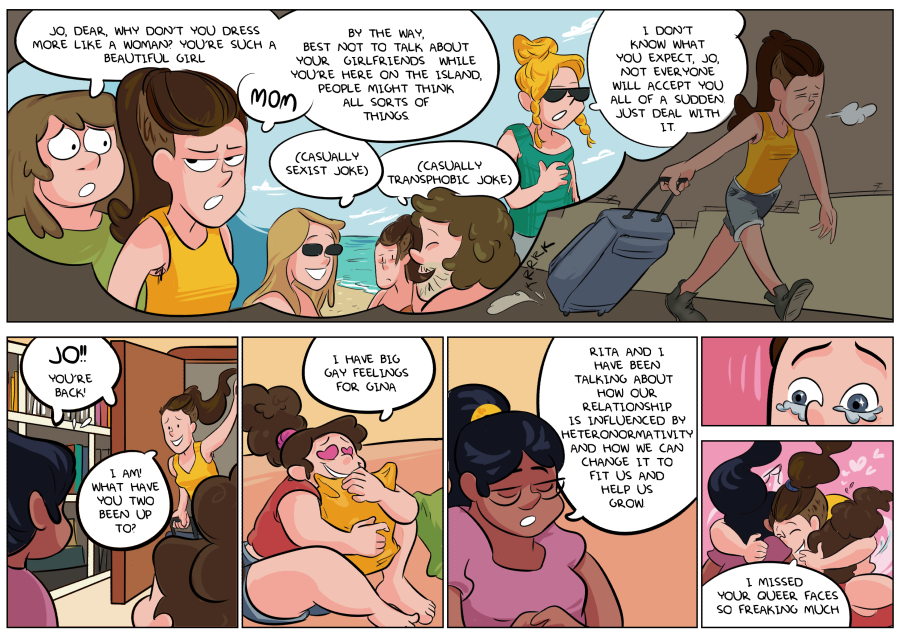 JO, DEAR, WHY DON'T YOU DRESS
MORE LIKE A WOMAN? YOU'RE SUCH A
BEAUTIFUL GIRL
MOM
BY THE WAY,
BEST NOT TO TALK ABOUT
YOUR GIRLFRIENDS WHILE
YOU'RE HERE ON THE ISLAND,
PEOPLE MIGHT THINK
ALL SORTS OF
THINGS.
(CASUALLY
SEXIST JOKE)
(CASUALLY
TRANSPHOBIC JOKE)
I DON'T
KNOW WHAT
YOU EXPECT, JO,
NOT EVERYONE
WILL ACCEPT YOU
ALL OF A SUDDEN.
JUST DEAL WITH
IT.
RRRRK
JO!!
YOU'RE
BACK!
I AM!
WHAT HAVE
YOU TWO
BEEN UP
TO?
I HAVE BIG
GAY FEELINGS
FOR GINA
RITA AND I
HAVE BEEN
TALKING ABOUT
HOW OUR
RELATIONSHIP
IS INFLUENCED BY
HETERONORMATIVITY
AND HOW WE CAN
CHANGE IT TO
FIT US AND
HELP US
GROW
I MISSED
YOUR QUEER FACES
SO FREAKING MUCH